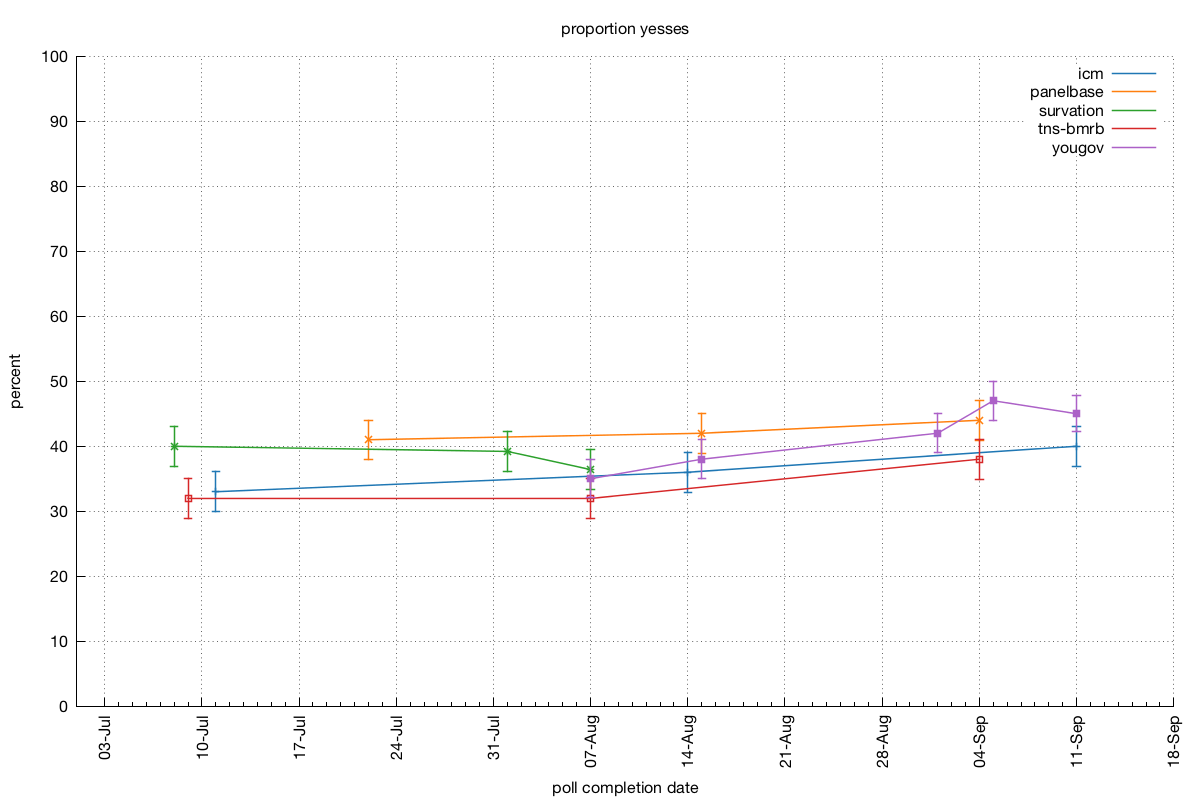 proportion yesses
100
90
80
70
60
50
40
30
20
10
0
percent
icm
panelbase
survation
tns-bmrb
yougov
03-Jul
10-Jul
17-Jul
24-Jul
31-Jul
07-Aug
14-Aug
21-Aug
28-Aug
04-Sep
11-Sep
18-Sep
poll completion date